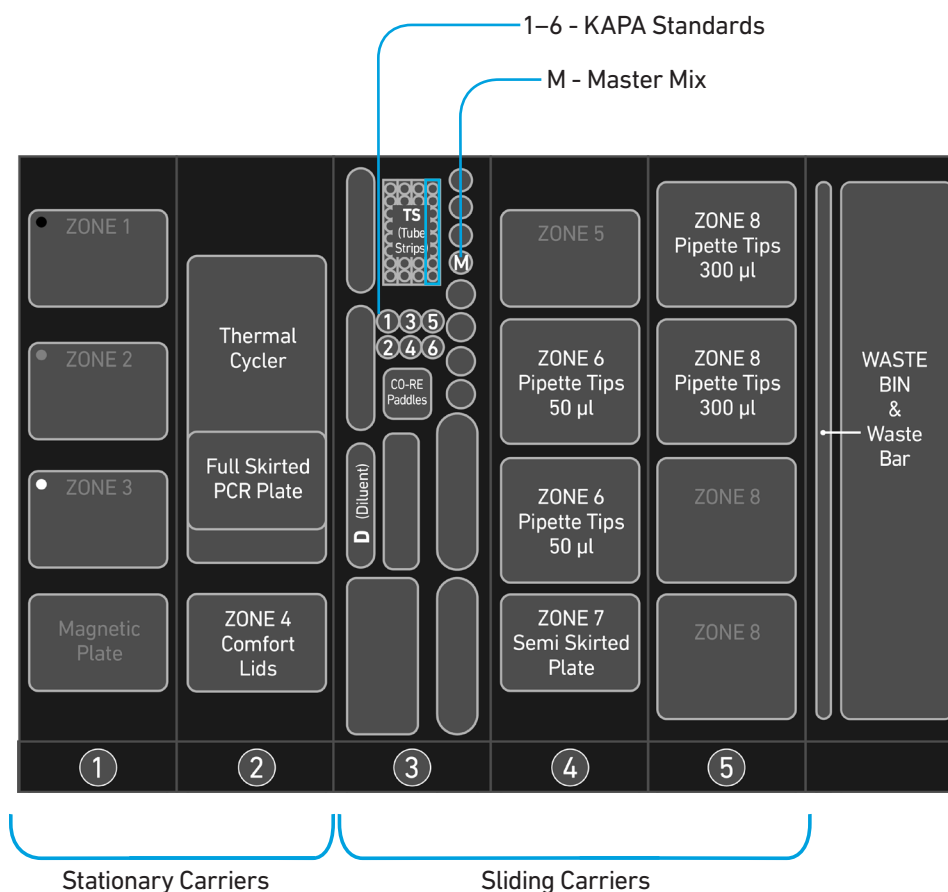 1–6 - KAPA Standards
M - Master Mix
ZONE 1
ZONE 2
ZONE 3
Magnetic
Plate
Thermal
Cycler
Full Skirted
PCR Plate
ZONE 4
Comfort
Lids
TS
(Tube
Strips)
M
1 3 5
2 4 6
CO-RE
Paddles
D (Diluent)
ZONE 5
ZONE 6
Pipette Tips
50 µl
ZONE 6
Pipette Tips
50 µl
ZONE 7
Semi Skirted
Plate
ZONE 8
Pipette Tips
300 µl
ZONE 8
Pipette Tips
300 µl
ZONE 8
ZONE 8
WASTE
BIN
&
Waste
Bar
1
2
3
4
5
Stationary Carriers
Sliding Carriers